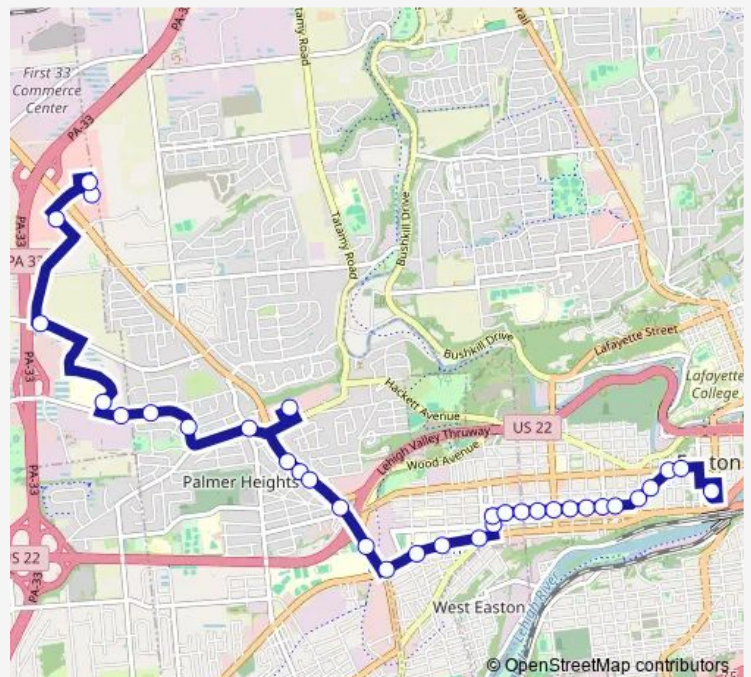 First 33
Commerce
Center
PA-33
PA-33
Tatamy Road
Bushkill Drive
Tatamy Road
Bushkill Drive
Lafayette Street
Lafayette
College
Hackett Avenue
US 22
Lehigh Valley Thruway
Wood Avenue
Palmer Heights
PA-33
PA-33
PA-33
West Easton
Lehigh River
© OpenStreetMap contributors